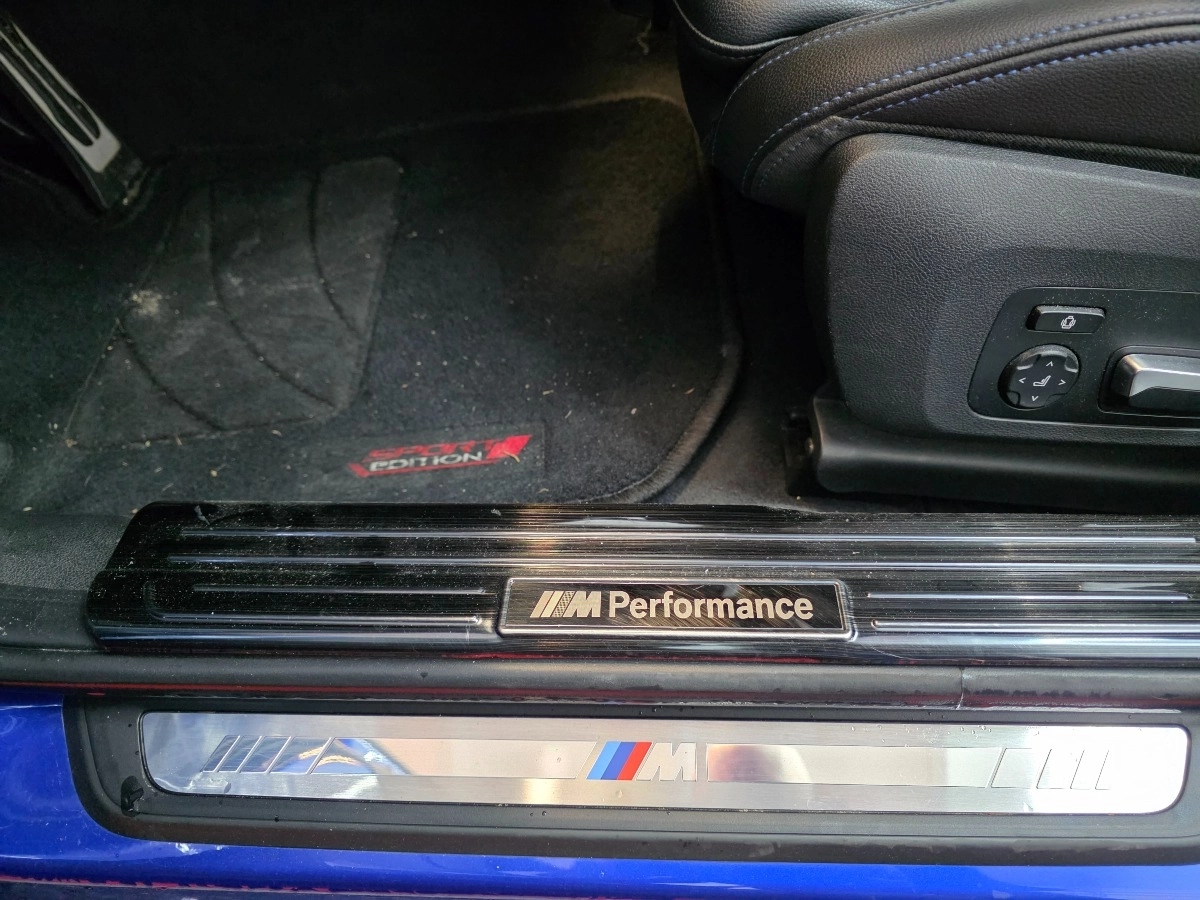 SPORT
EDITION
M Performance
M